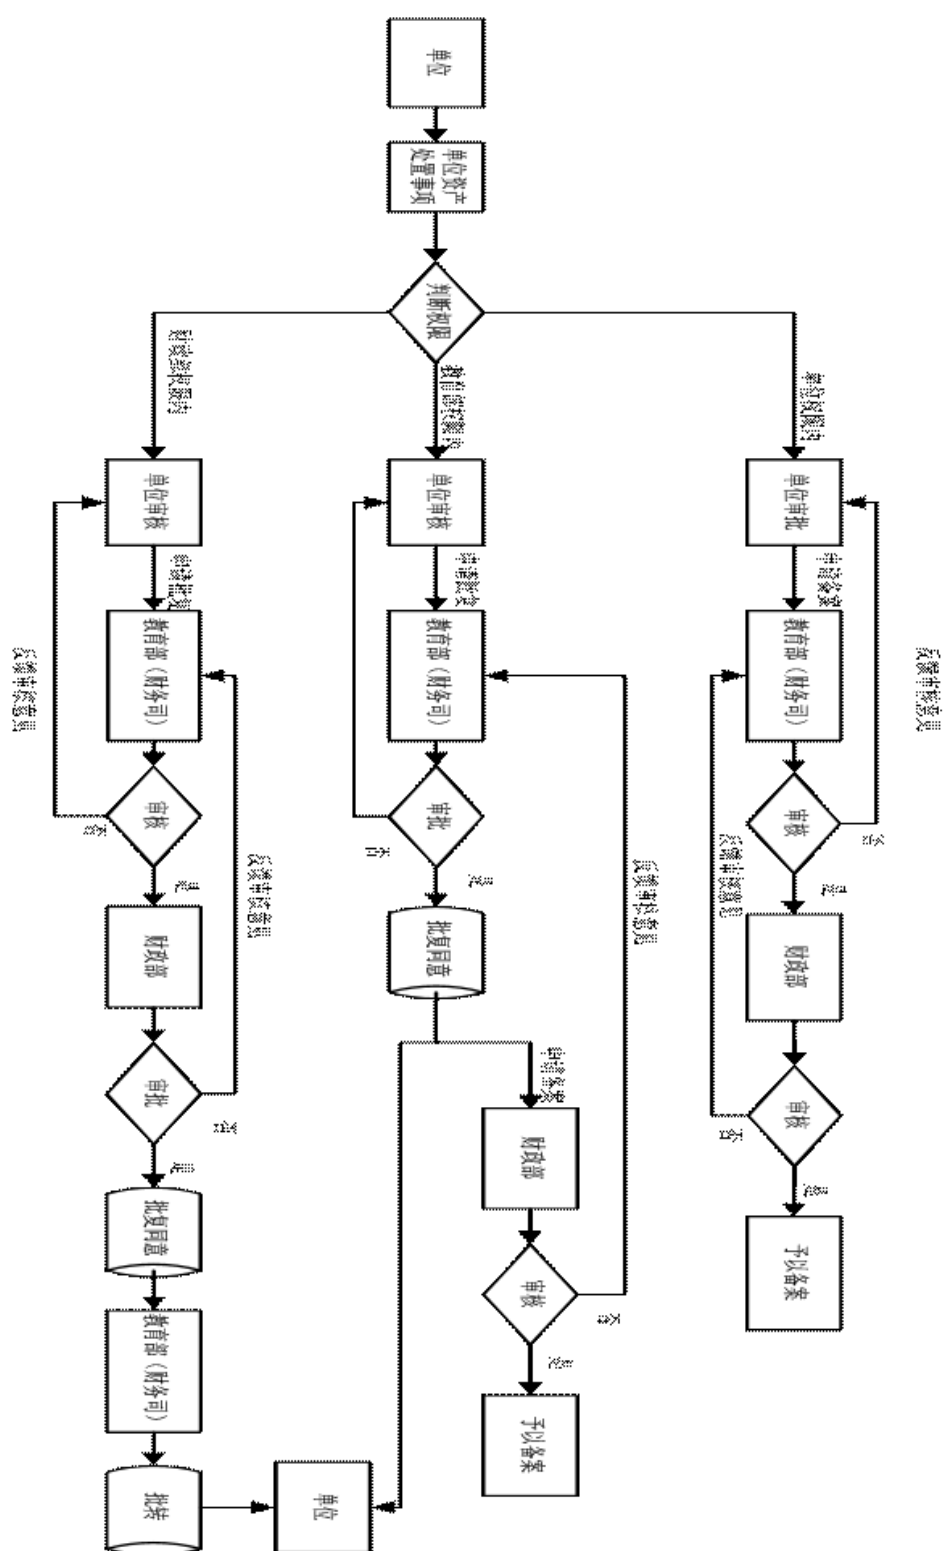 单位
单位资产
处置事项
判断权限
单位权限内
单位审批
申请备案
教育部（财务司）
审核
否
反馈审核意见
是
财政部
审核
否
反馈审核意见
是
予以备案
教育部权限内
单位审核
申请批复
教育部（财务司）
审批
否
是
批复同意
申请备案
财政部
审核
否
反馈审核意见
是
予以备案
财政部权限内
单位审核
申请批复
教育部（财务司）
审核
否
反馈审核意见
是
财政部
审批
否
反馈审核意见
是
批复同意
教育部（财务司）
批转
单位